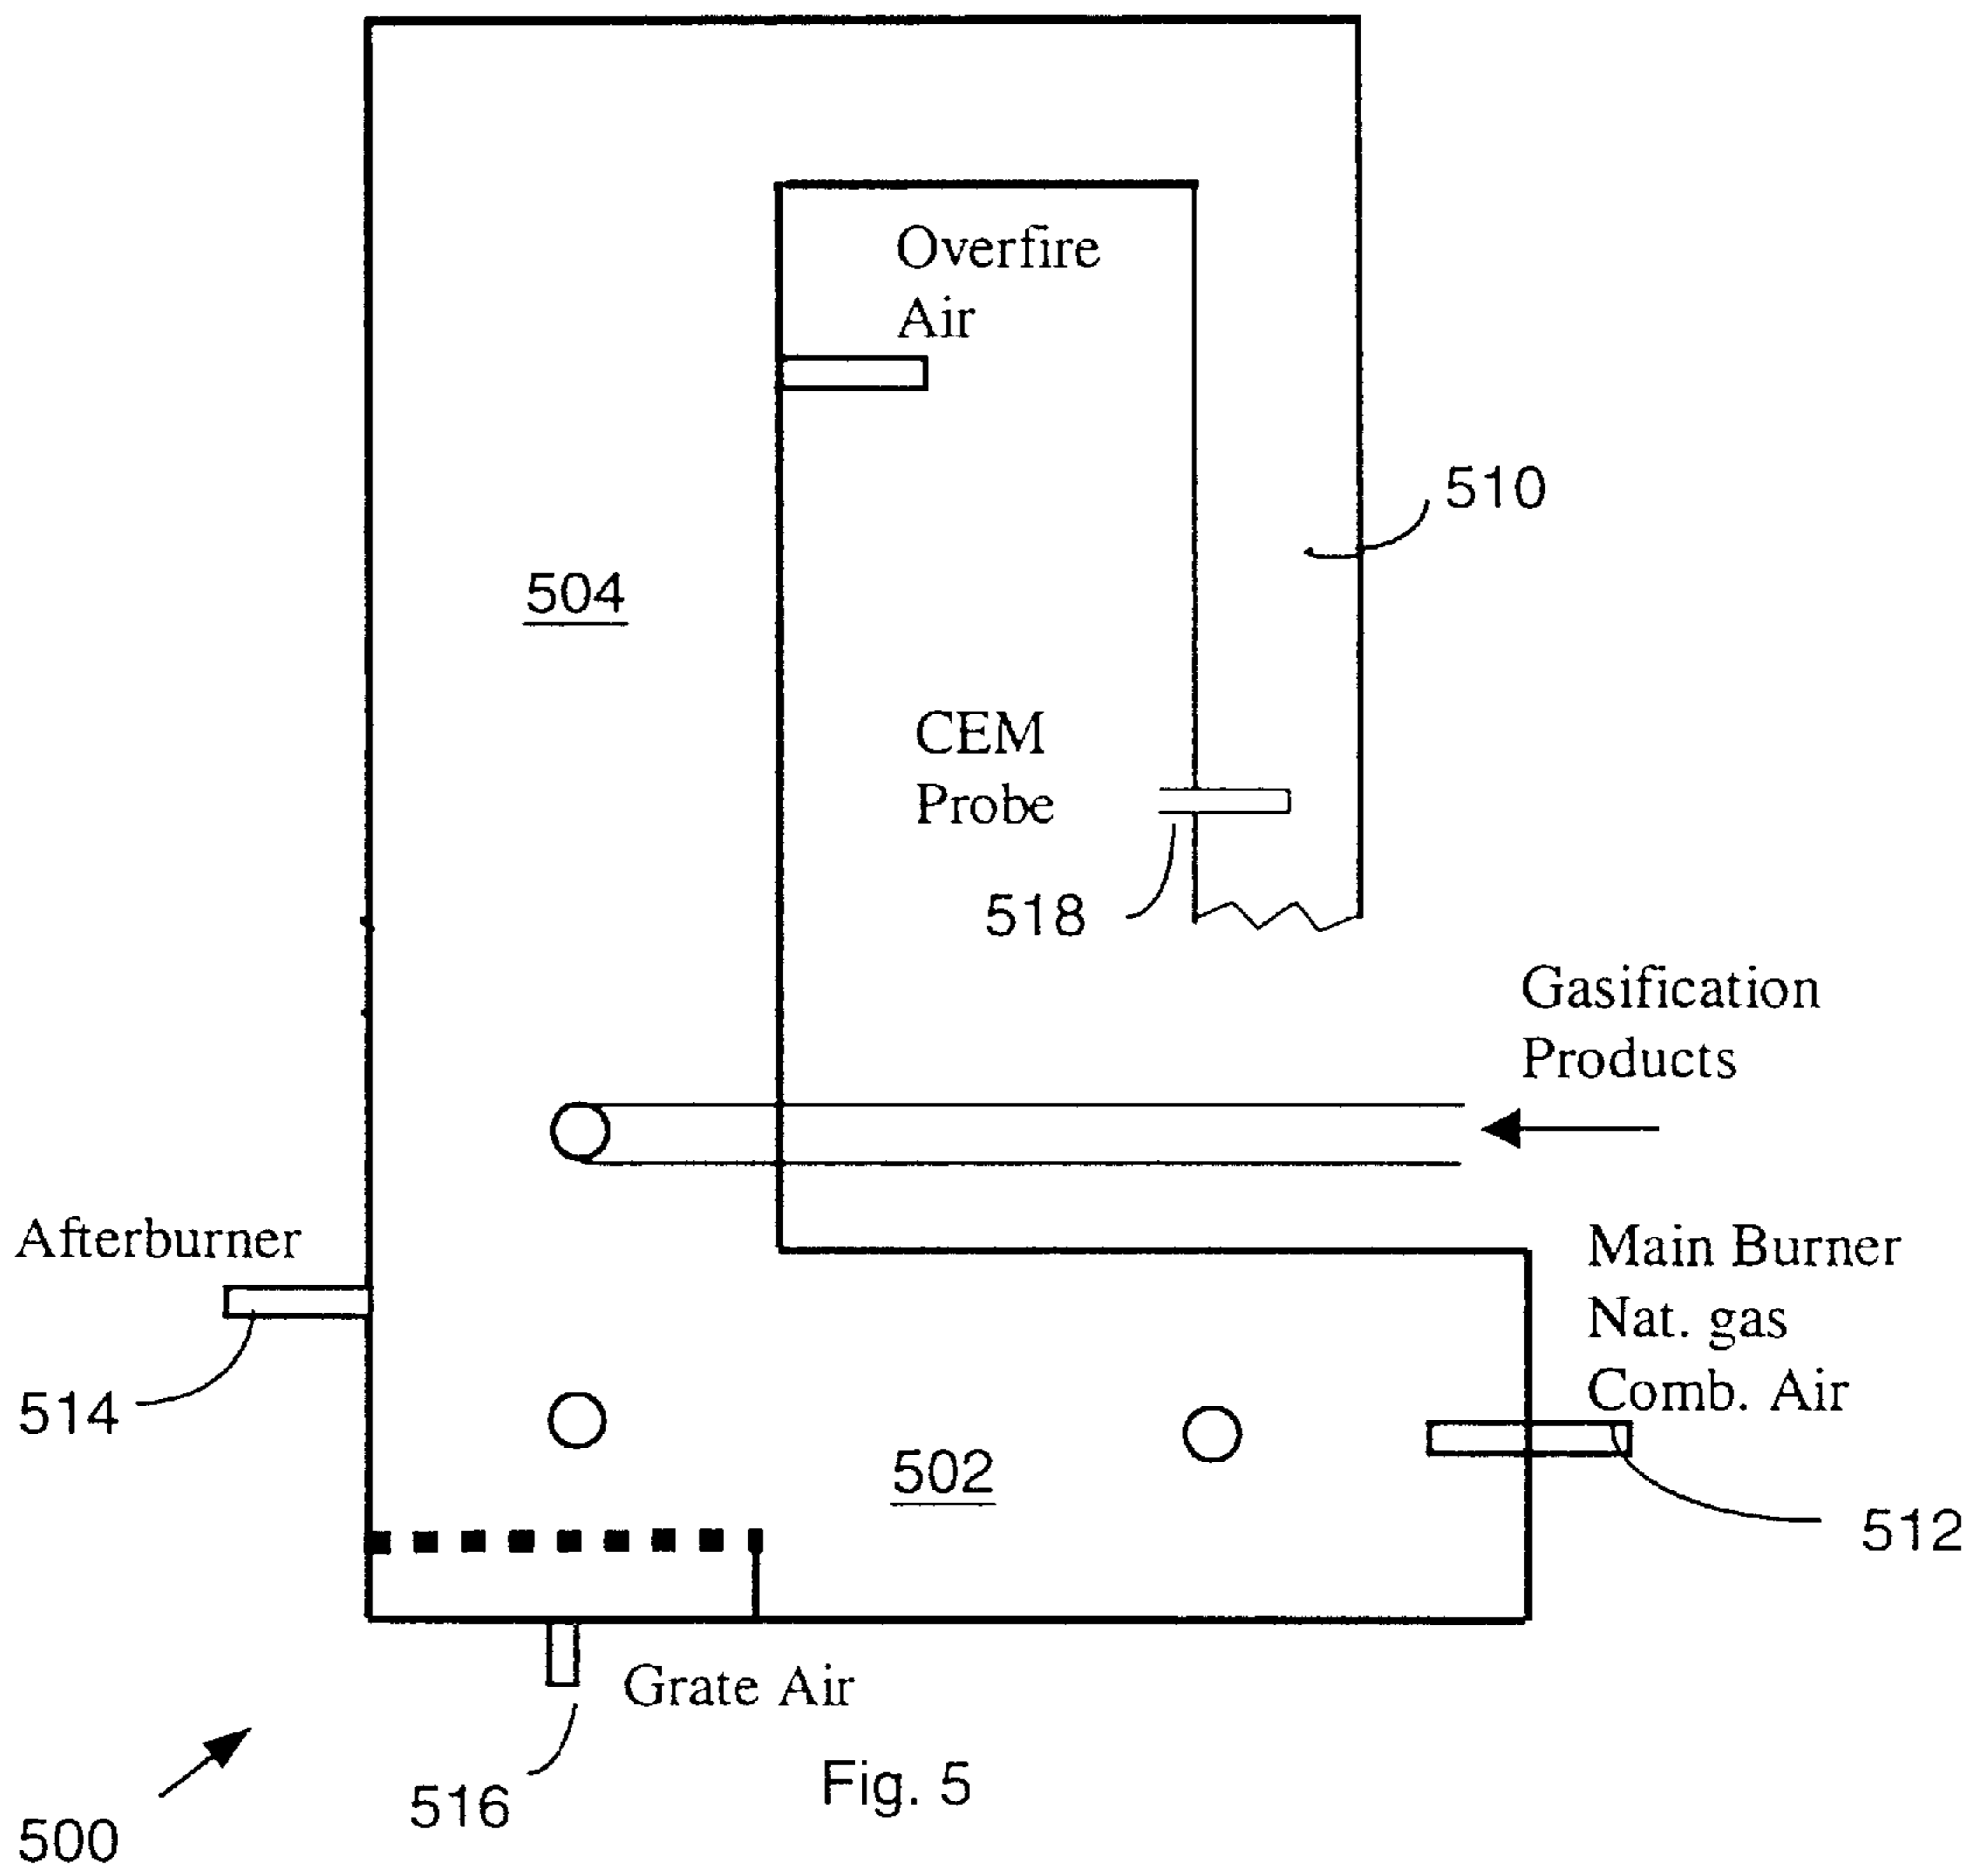 Overfire
Air
510
504
CEM
Probe
518
Gasification
Products
Afterburner
Main Burner
Nat. gas
Comb. Air
514
502
512
Grate Air
516
Fig. 5
500